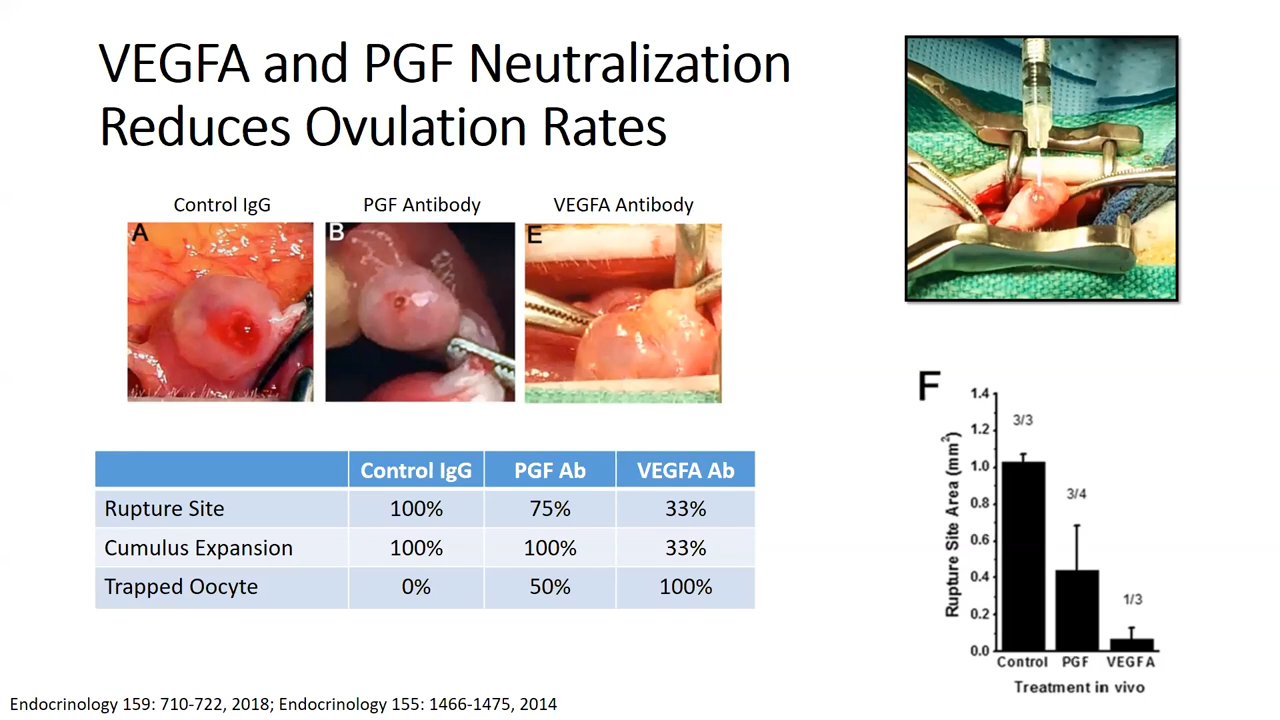 VEGFA and PGF Neutralization
Reduces Ovulation Rates
Control IgG PGF Antibody VEGFA Antibody
A B E
Control IgG PGF Ab VEGFA Ab
Rupture Site 100% 75% 33%
Cumulus Expansion 100% 100% 33%
Trapped Oocyte 0% 50% 100%
F
Rupture Site Area (mm²)
1.4
1.2
1.0
0.8
0.6
0.4
0.2
0.0
3/3
3/4
1/3
Control PGF VEGFA
Treatment in vivo
Endocrinology 159: 710-722, 2018; Endocrinology 155: 1466-1475, 2014